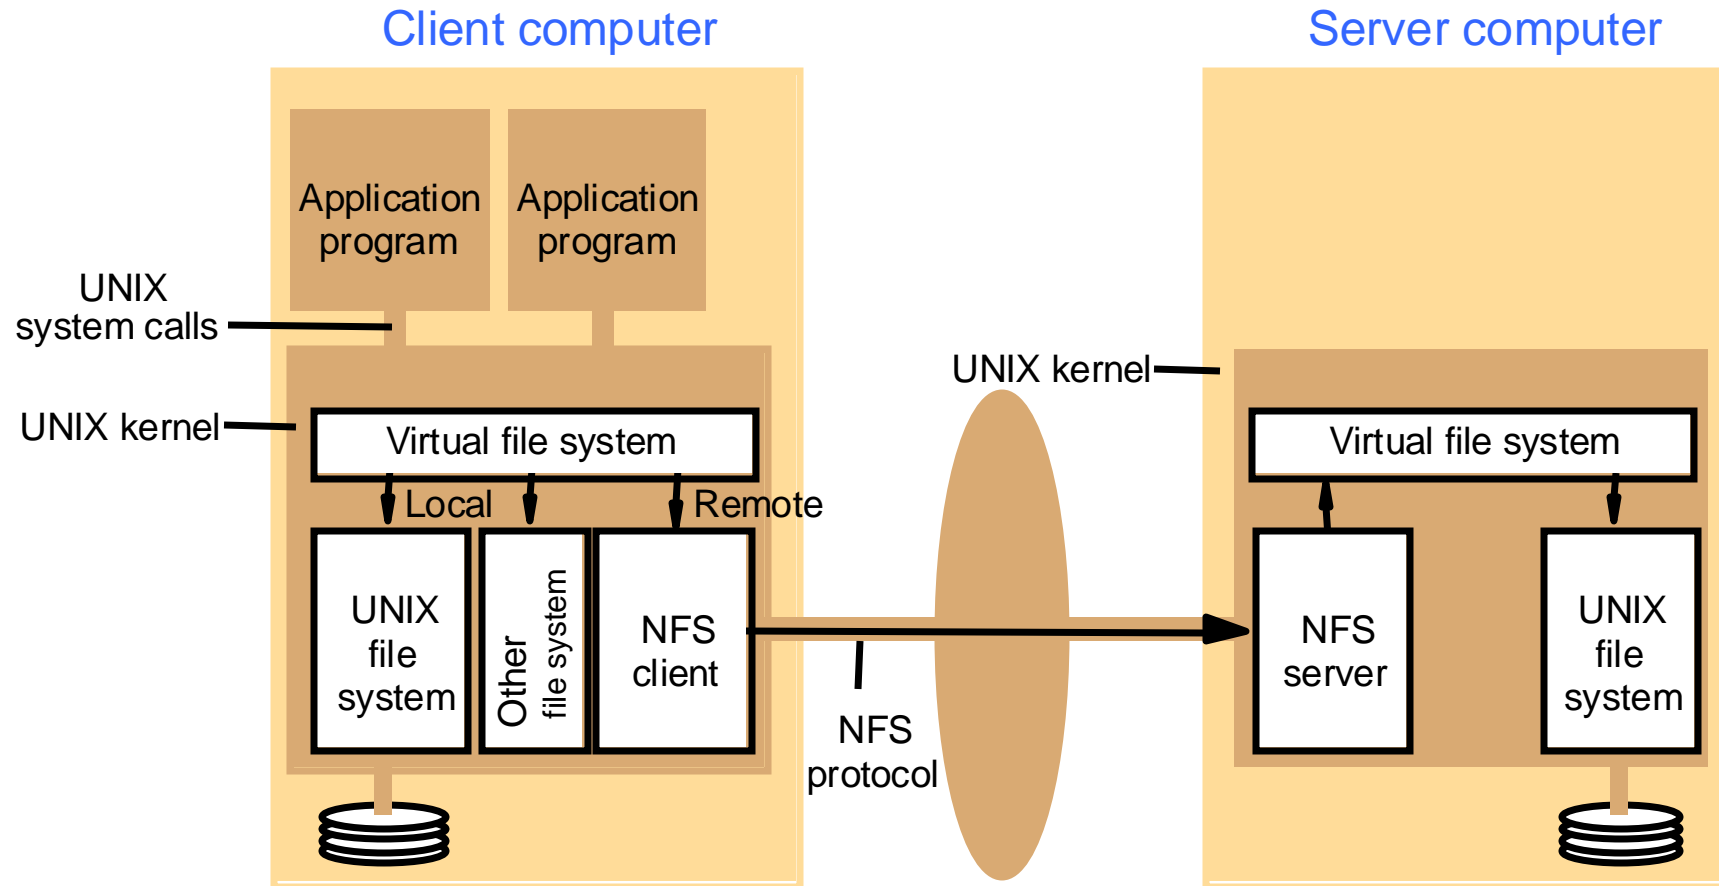 Client computer
Server computer
Application
program
Application
program
UNIX
system calls
UNIX kernel
Virtual file system
Local
Remote
UNIX
file
system
Other
file system
NFS
client
NFS
protocol
UNIX kernel
Virtual file system
NFS
server
UNIX
file
system